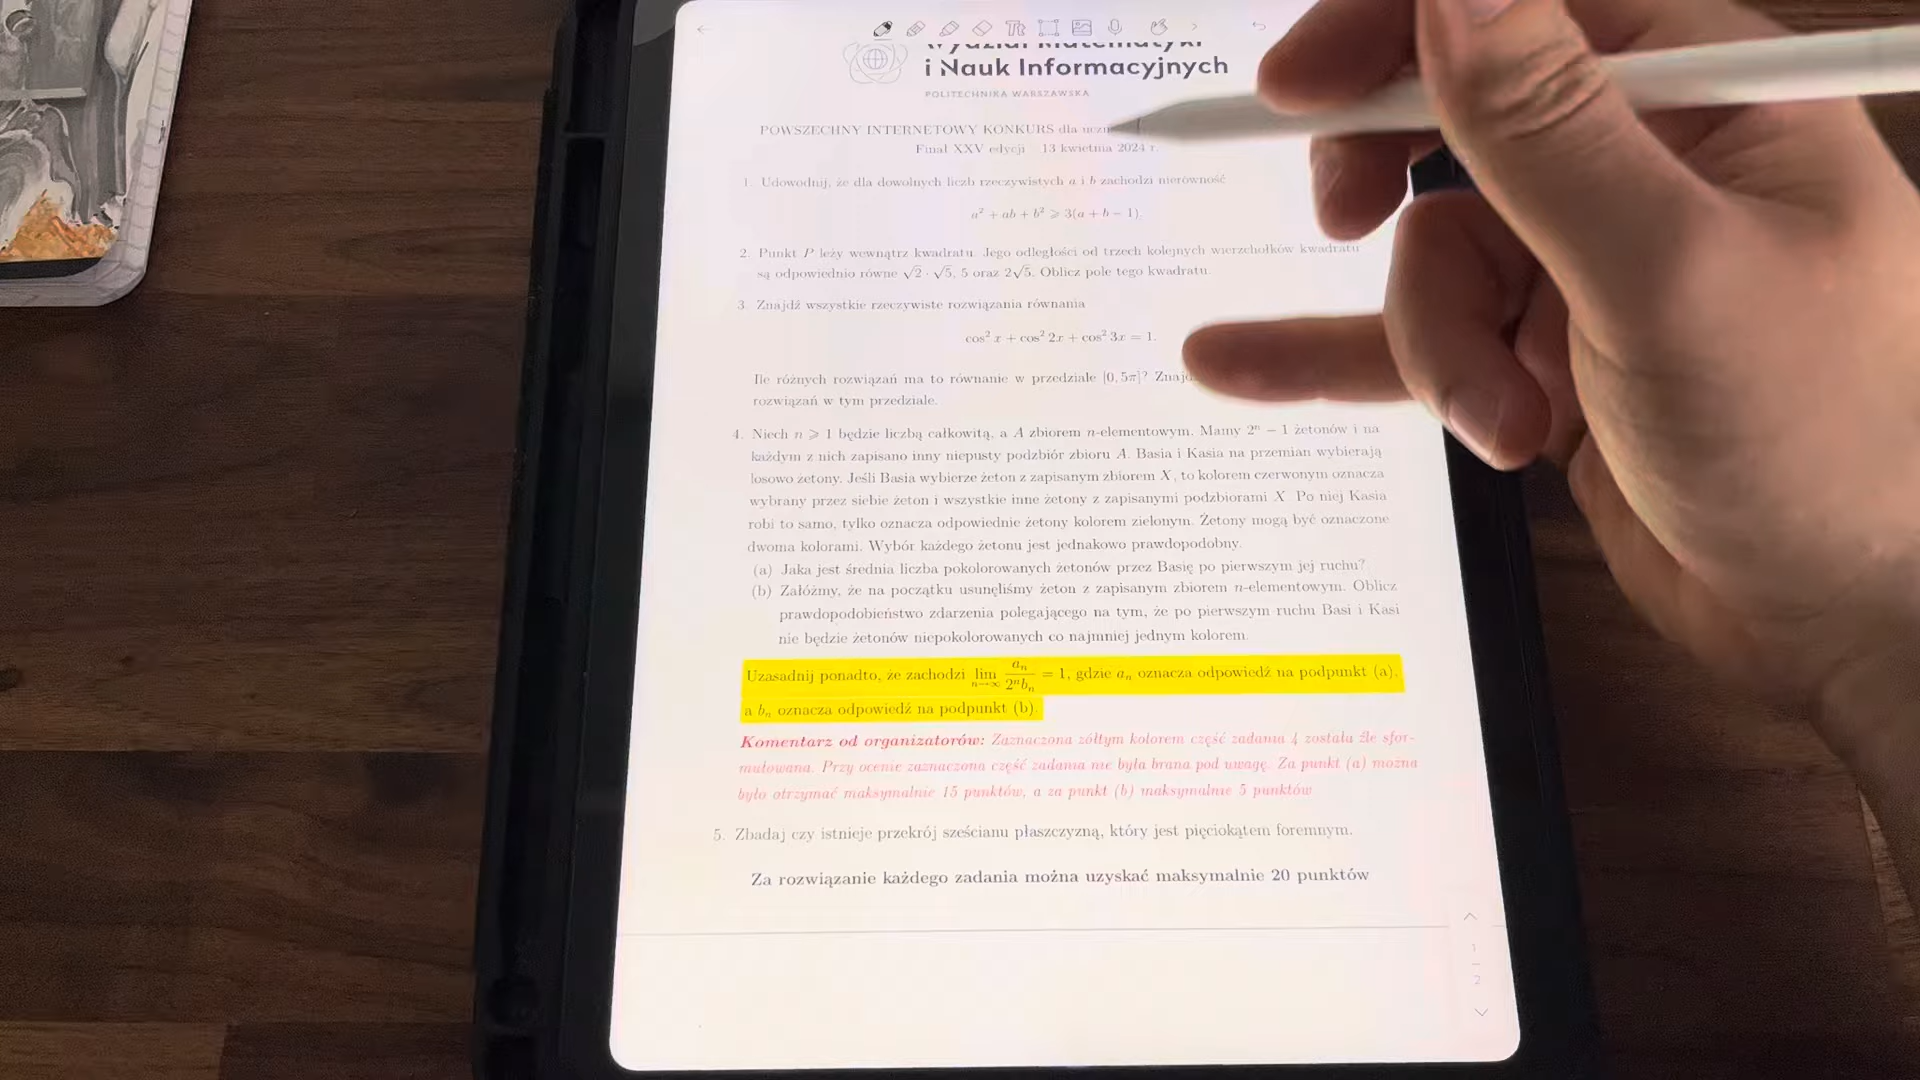 i Nauk Informacyjnych
POLITECHNIKA WARSZAWSKA
POWSZECHNY INTERNETOWY KONKURS dla
Finał XXV edycji 13 kwietnia 2024 r.
1. Udowodnij, że dla dowolnych liczb rzeczywistych a i b zachodzi nierówność
a² + ab + b² ⩾ 3(a + b − 1).
2. Punkt P leży wewnątrz kwadratu. Jego odległości od trzech kolejnych wierzchołków kwadratu
są odpowiednio równe √2 · √5, 5 oraz 2√5. Oblicz pole tego kwadratu.
3. Znajdź wszystkie rzeczywiste rozwiązania równania
cos² x + cos² 2x + cos² 3x = 1.
Ile różnych rozwiązań ma to równanie w przedziale [0, 5π]?
rozwiązań w tym przedziale.
4. Niech n ⩾ 1 będzie liczbą całkowitą, a A zbiorem n-elementowym. Mamy 2ⁿ − 1 żetonów i na
każdym z nich zapisano inny niepusty podzbiór zbioru A. Basia i Kasia na przemian wybierają
losowo żetony. Jeśli Basia wybierze żeton z zapisanym zbiorem X, to kolorem czerwonym oznacza
wybrany przez siebie żeton i wszystkie inne żetony z zapisanymi podzbiorami X. Po niej Kasia
robi to samo, tylko oznacza odpowiednie żetony kolorem zielonym. Żetony mogą być oznaczone
dwoma kolorami. Wybór każdego żetonu jest jednakowo prawdopodobny.
(a) Jaka jest średnia liczba pokolorowanych żetonów przez Basię po pierwszym jej ruchu?
(b) Załóżmy, że na początku usunęliśmy żeton z zapisanym zbiorem n-elementowym. Oblicz
prawdopodobieństwo zdarzenia polegającego na tym, że po pierwszym ruchu Basi i Kasi
nie będzie żetonów niepokolorowanych co najmniej jednym kolorem.
Uzasadnij ponadto, że zachodzi lim n→∞ aₙ/2ⁿbₙ = 1, gdzie aₙ oznacza odpowiedź na podpunkt (a),
a bₙ oznacza odpowiedź na podpunkt (b).
Komentarz od organizatorów: Zaznaczona żółtym kolorem część zadania 4 została źle sfor-
mułowana. Przy ocenie zaznaczona część zadania nie była brana pod uwagę. Za punkt (a) można
było otrzymać maksymalnie 15 punktów, a za punkt (b) maksymalnie 5 punktów
5. Zbadaj czy istnieje przekrój sześcianu płaszczyzną, który jest pięciokątem foremnym.
Za rozwiązanie każdego zadania można uzyskać maksymalnie 20 punktów
1
2